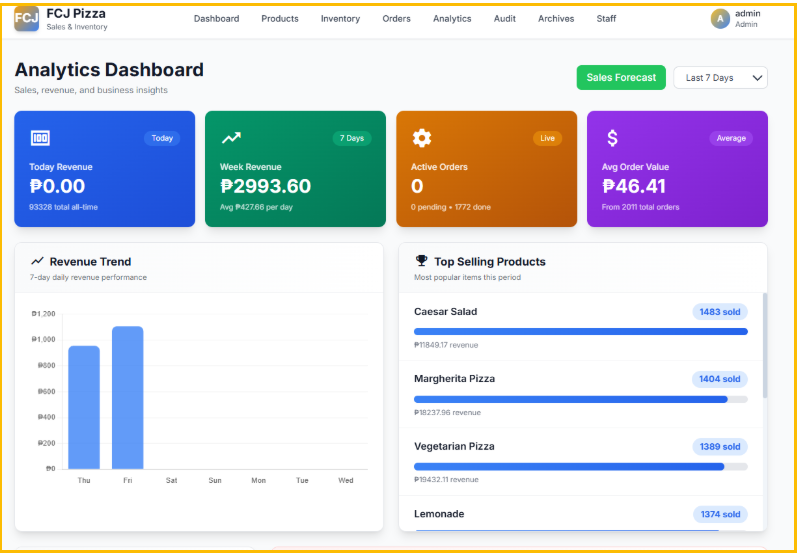 FCJ
FCJ Pizza
Sales & Inventory
Dashboard Products Inventory Orders Analytics Audit Archives Staff
A
admin
Admin
Analytics Dashboard
Sales, revenue, and business insights
Sales Forecast
Last 7 Days
100
Today
Today Revenue
₱0.00
93328 total all-time
7 Days
Week Revenue
₱2993.60
Avg ₱427.66 per day
Live
Active Orders
0
0 pending • 1772 done
$
Average
Avg Order Value
₱46.41
From 2011 total orders
Revenue Trend
7-day daily revenue performance
₱1,200
₱1,000
₱800
₱600
₱400
₱200
₱0
Thu Fri Sat Sun Mon Tue Wed
Top Selling Products
Most popular items this period
Caesar Salad 1483 sold
₱11849.17 revenue
Margherita Pizza 1404 sold
₱18237.96 revenue
Vegetarian Pizza 1389 sold
₱19432.11 revenue
Lemonade 1374 sold